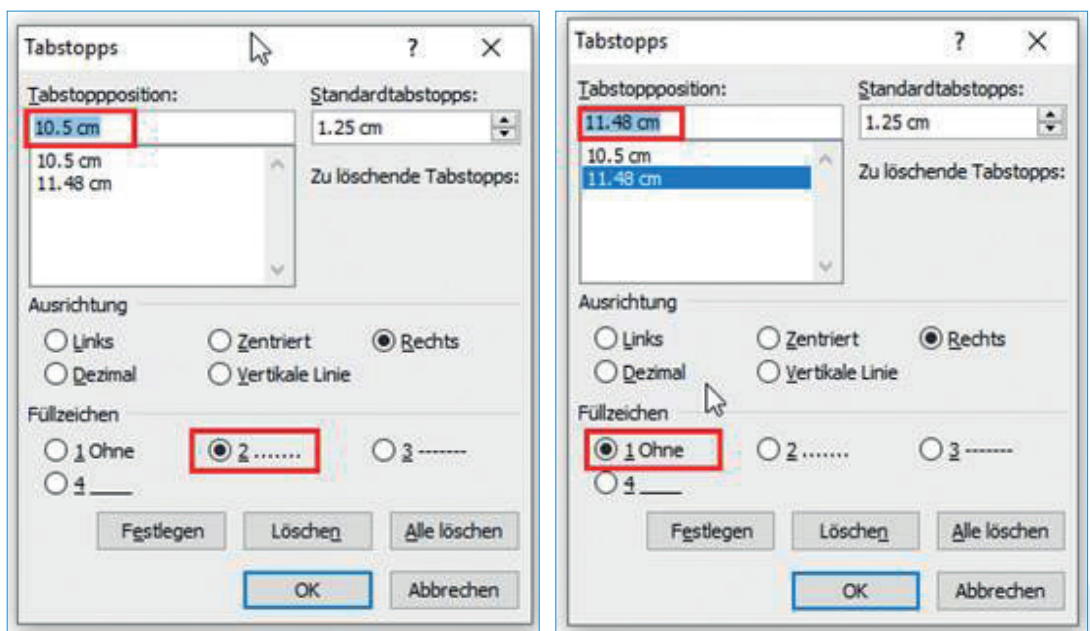 Tabstopps ? X
Tabstoppposition: Standardtabstopps:
10.5 cm 1.25 cm
10.5 cm
11.48 cm Zu löschende Tabstopps:
Ausrichtung
Links Zentriert Rechts
Dezimal Vertikale Linie
Füllzeichen
1 Ohne 2 ....... 3 -------
4 ____
Festlegen Löschen Alle löschen
OK Abbrechen
Tabstopps ? X
Tabstoppposition: Standardtabstopps:
11.48 cm 1.25 cm
10.5 cm
11.48 cm Zu löschende Tabstopps:
Ausrichtung
Links Zentriert Rechts
Dezimal Vertikale Linie
Füllzeichen
1 Ohne 2 ....... 3 -------
4 ____
Festlegen Löschen Alle löschen
OK Abbrechen